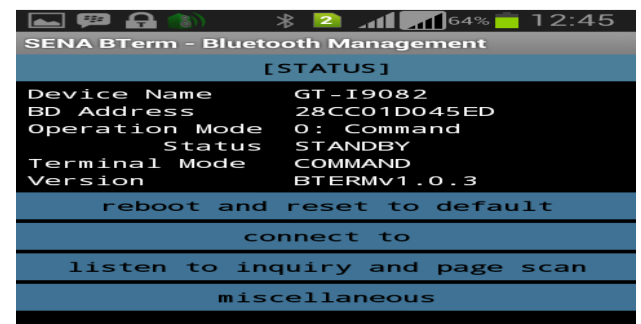 2 64% 12:45
SENA BTerm - Bluetooth Management
[STATUS]
Device Name GT-I9082
BD Address 28CC01D045ED
Operation Mode 0: Command
Status STANDBY
Terminal Mode COMMAND
Version BTERMv1.0.3
reboot and reset to default
connect to
listen to inquiry and page scan
miscellaneous